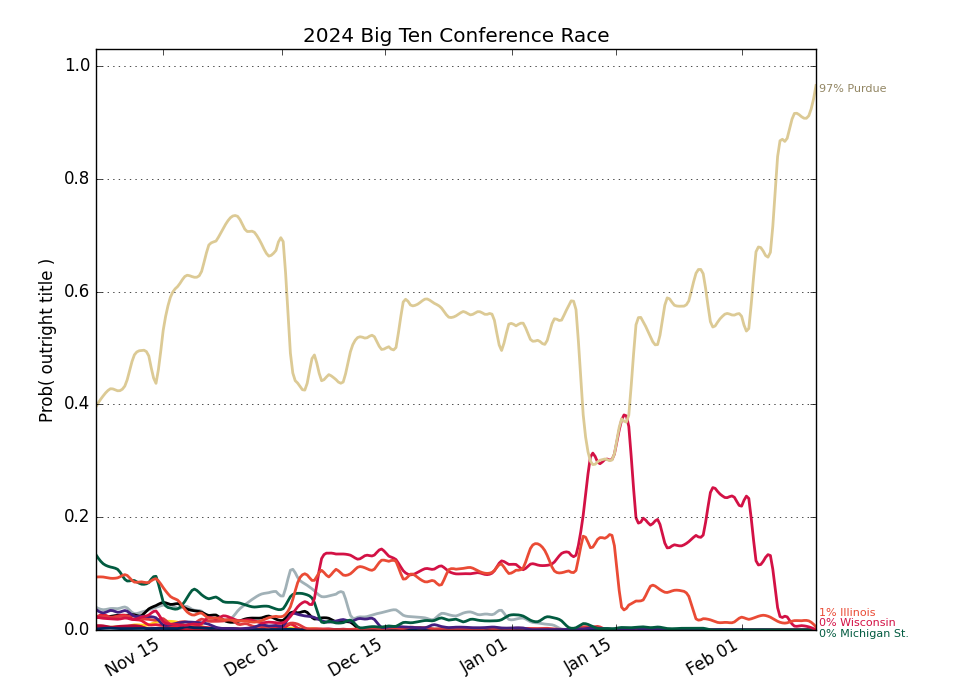 2024 Big Ten Conference Race
1.0
97% Purdue
0.8
Prob( outright title )
0.6
0.4
0.2
1% Illinois
0% Wisconsin
0.0
0% Michigan St.
Nov 15
Dec 01
Dec 15
Jan 01
Jan 15
Feb 01